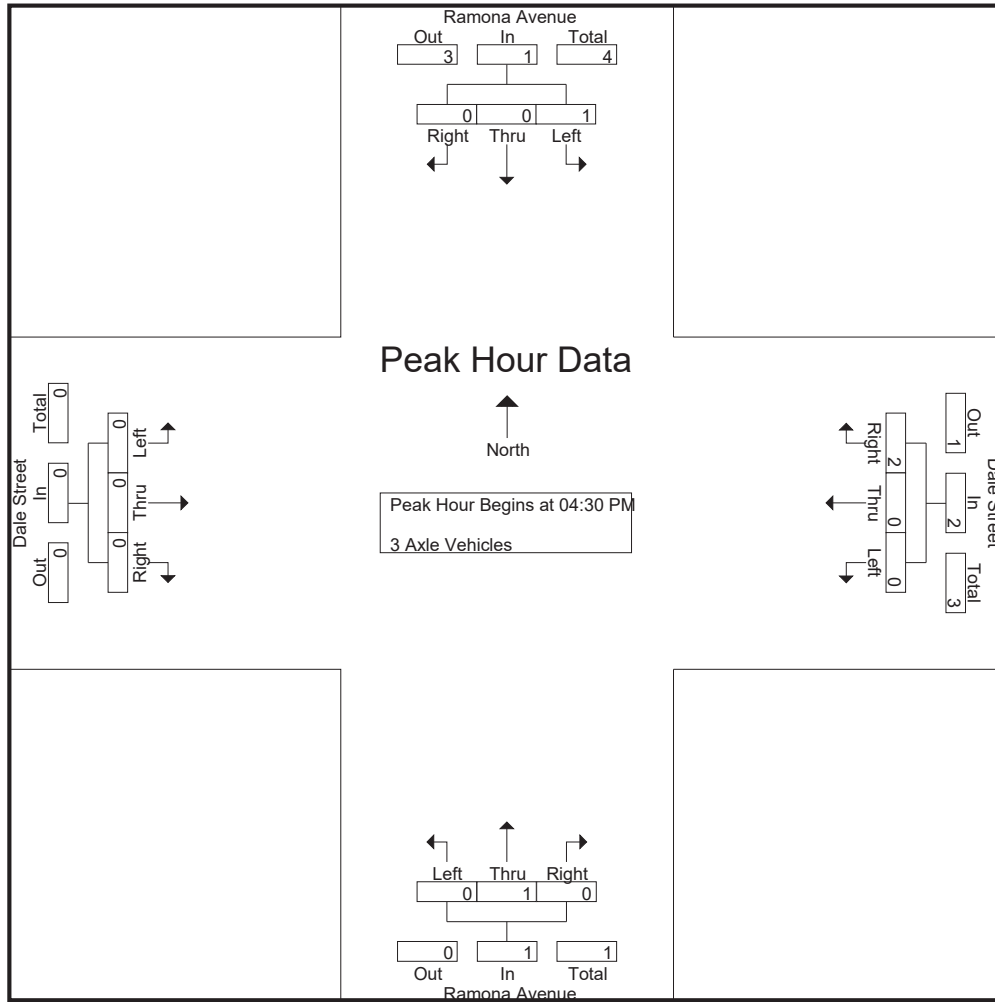 Ramona Avenue
Out In Total
3 1 4
0 0 1
Right Thru Left
Peak Hour Data
North
Peak Hour Begins at 04:30 PM
3 Axle Vehicles
Dale Street
Total In Out
0 0 0
0 0 0
Left Thru Right
Right Thru Left
2 0 0
Out In Total
1 2 3
Dale Street
Left Thru Right
0 1 0
0 1 1
Out In Total
Ramona Avenue